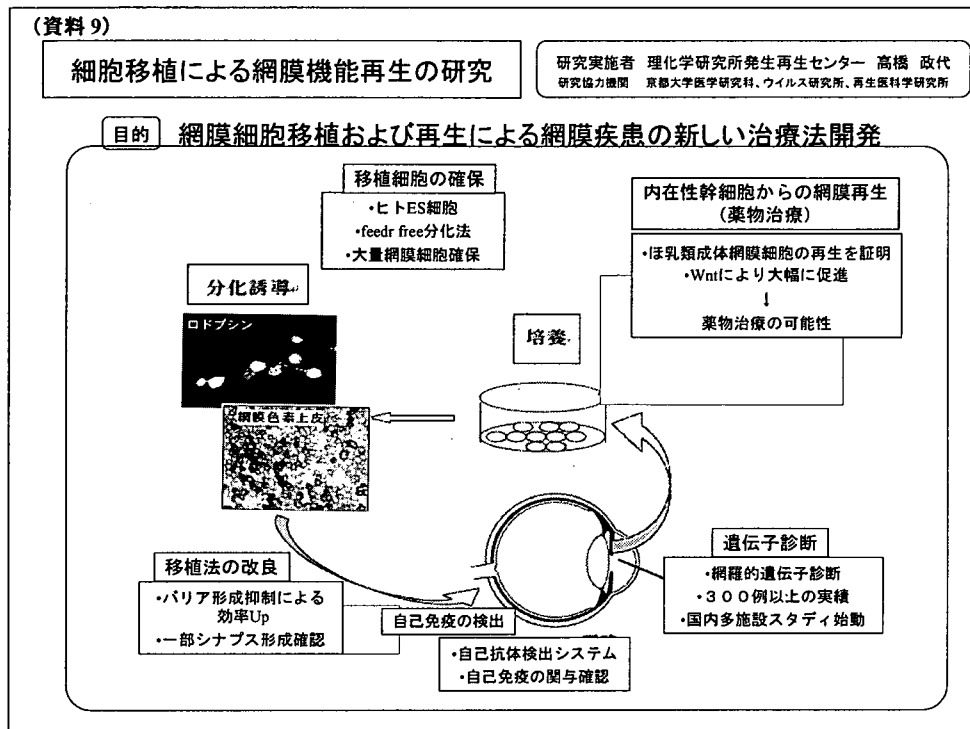 (資料9)
細胞移植による網膜機能再生の研究
研究実施者 理化学研究所発生再生センター 高橋 政代
研究協力機関 京都大学医学研究科、ウイルス研究所、再生医科学研究所
目的 網膜細胞移植および再生による網膜疾患の新しい治療法開発
移植細胞の確保
・ヒトES細胞
・feedr free分化法
・大量網膜細胞確保
内在性幹細胞からの網膜再生
(薬物治療)
・ほ乳類成体網膜細胞の再生を証明
・Wntにより大幅に促進
↓
薬物治療の可能性
分化誘導
ロドプシン
網膜色素上皮
培養
移植法の改良
・バリア形成抑制による
効率Up
・一部シナプス形成確認
自己免疫の検出
・自己抗体検出システム
・自己免疫の関与確認
遺伝子診断
・網羅的遺伝子診断
・300例以上の実績
・国内多施設スタディ始動